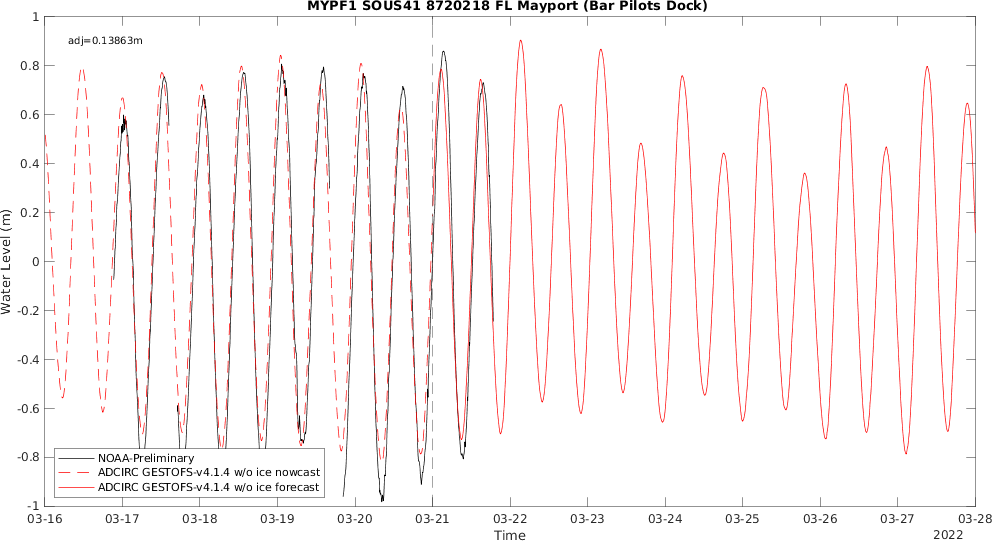 MYPF1 SOUS41 8720218 FL Mayport (Bar Pilots Dock)
adj=0.13863m
1
0.8
0.6
0.4
0.2
0
-0.2
-0.4
-0.6
-0.8
-1
Water Level (m)
NOAA-Preliminary
ADCIRC GESTOFS-v4.1.4 w/o ice nowcast
ADCIRC GESTOFS-v4.1.4 w/o ice forecast
03-16 03-17 03-18 03-19 03-20 03-21 03-22 03-23 03-24 03-25 03-26 03-27 03-28
Time
2022